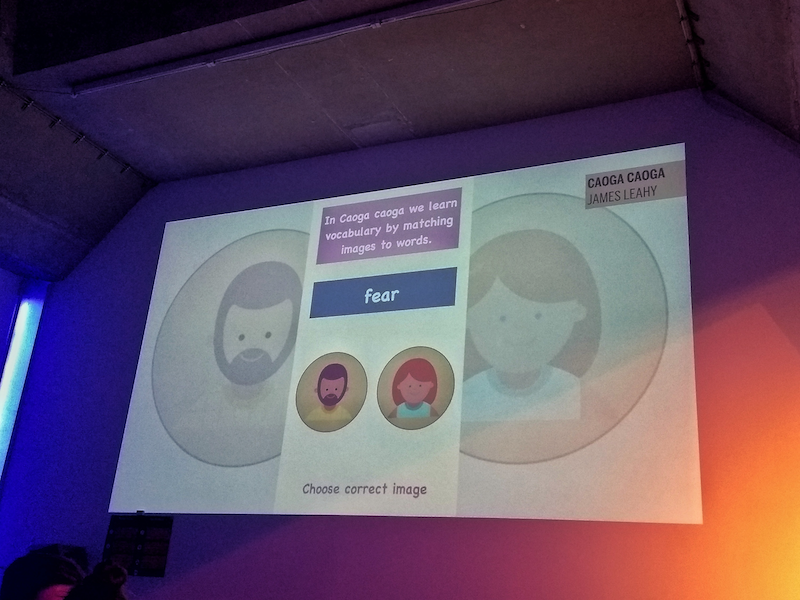 CAOGA CAOGA
JAMES LEAHY
In Caoga caoga we learn
vocabulary by matching
images to words.
fear
Choose correct image